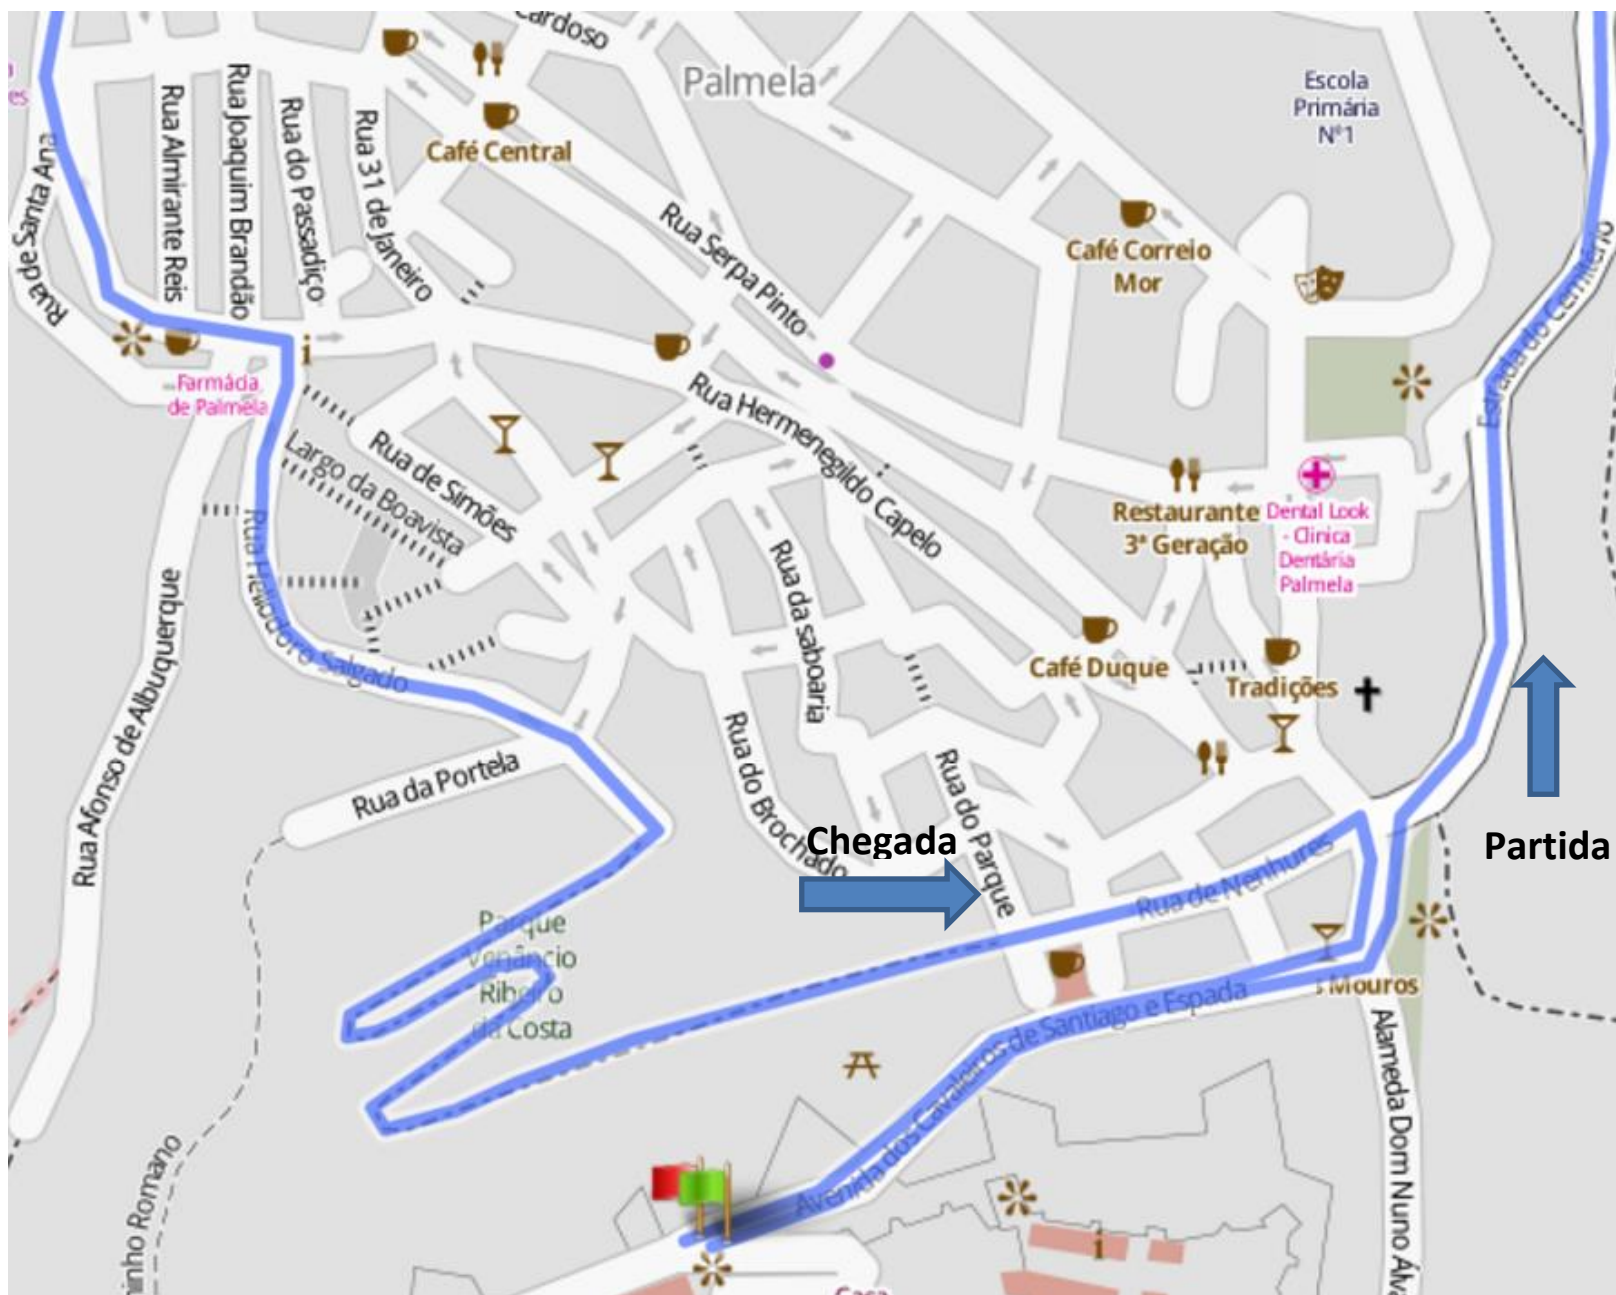 Cardoso
Palmela
Escola
Primária
Nº1
Café Central
Rua de Santa Ana
Rua Almirante Reis
Rua Joaquim Brandão
Rua do Passadiço
Rua 31 de Janeiro
Rua Serpa Pinto
Café Correio
Mor
Estrada do Cemitério
Farmácia
de Palmela
Rua Hermenegildo Capelo
Largo da Boavista
Rua de Simões
Restaurante
3ª Geração
Dental Look
- Clinica
Dentária
Palmela
Rua Heliodoro Salgado
Rua Afonso de Albuquerque
Rua da saboaria
Café Duque
Tradições
Rua da Portela
Rua do Brochado
Rua do Parque
Chegada
Partida
Rua de Nenhures
Parque
Venâncio
Ribeiro
da Costa
Mouros
Avenida dos Cavaleiros de Santiago e Espada
Alameda Dom Nuno Álva
inho Romano